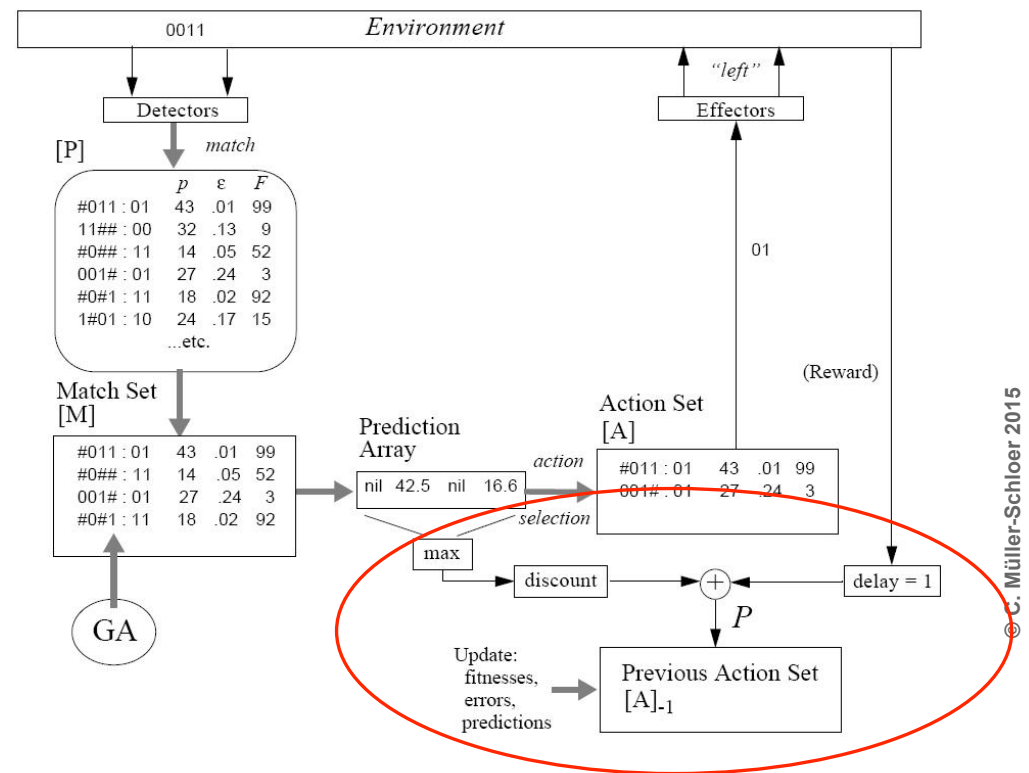 0011 Environment
"left"
Detectors
Effectors
[P]
match
p ε F
#011 : 01 43 .01 99
11## : 00 32 .13 9
#0## : 11 14 .05 52
001# : 01 27 .24 3
#0#1 : 11 18 .02 92
1#01 : 10 24 .17 15
...etc.
01
(Reward)
Match Set
[M]
#011 : 01 43 .01 99
#0## : 11 14 .05 52
001# : 01 27 .24 3
#0#1 : 11 18 .02 92
Prediction
Array
nil 42.5 nil 16.6
action
selection
Action Set
[A]
#011 : 01 43 .01 99
001# : 01 27 .24 3
max
discount
+
delay = 1
P
GA
Update:
fitnesses,
errors,
predictions
Previous Action Set
[A]-1
© C. Müller-Schloer 2015